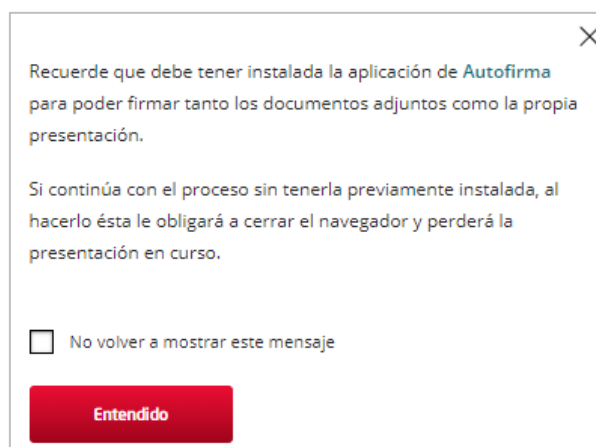 Recuerde que debe tener instalada la aplicación de Autofirma
para poder firmar tanto los documentos adjuntos como la propia
presentación.
Si continúa con el proceso sin tenerla previamente instalada, al
hacerlo ésta le obligará a cerrar el navegador y perderá la
presentación en curso.
No volver a mostrar este mensaje
Entendido